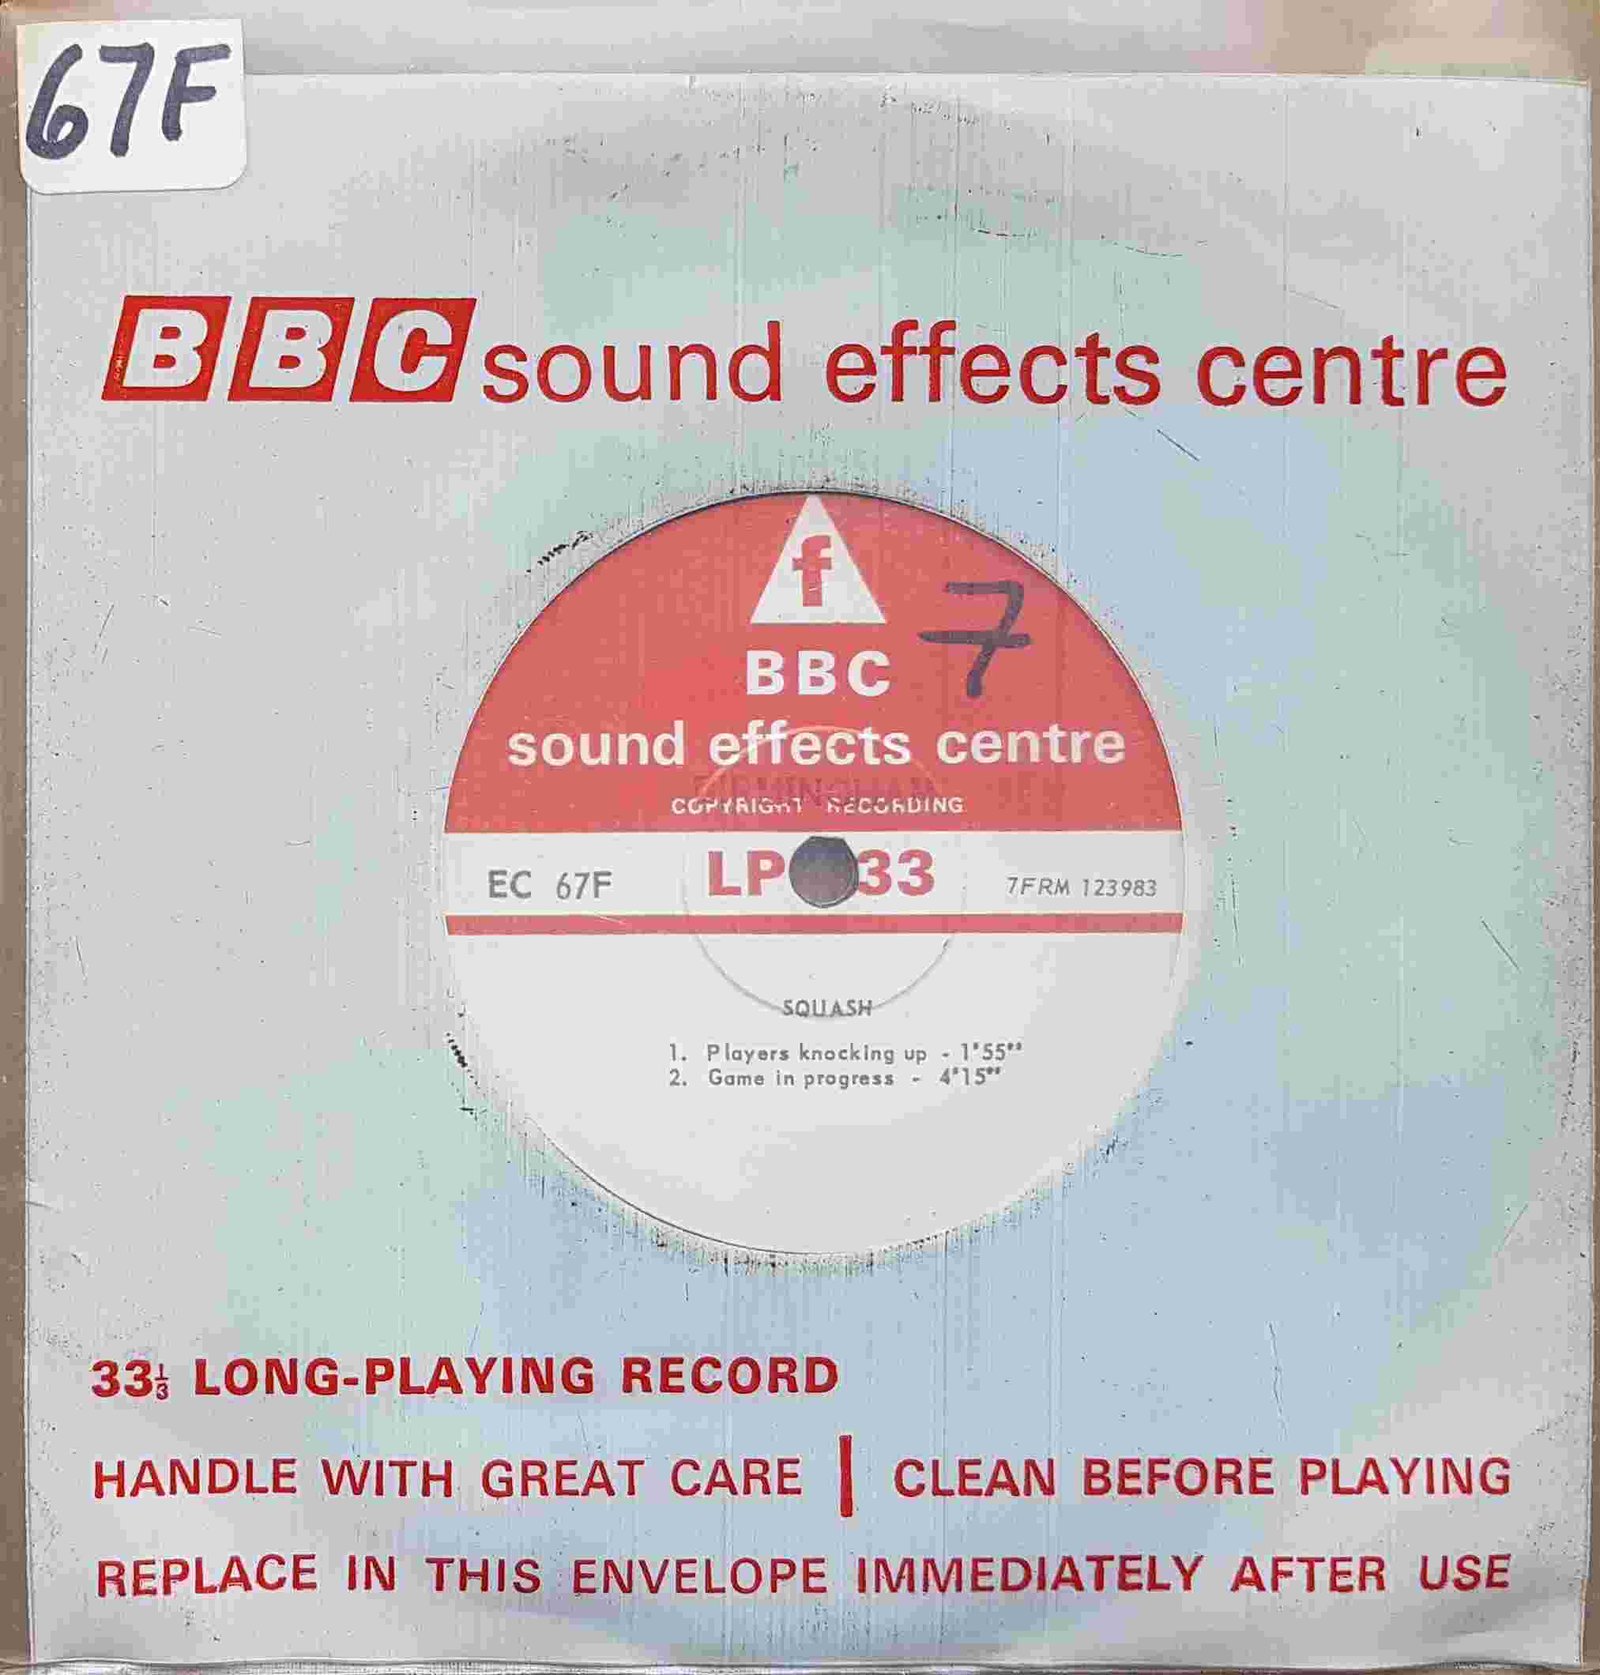 67F
BBC sound effects centre
f
7
BBC
sound effects centre
BIRMINGHAM
COPYRIGHT RECORDING
EC 67F LP 33 7FRM 123983
SQUASH
1. Players knocking up - 1'55"
2. Game in progress - 4'15"
33⅓ LONG-PLAYING RECORD
HANDLE WITH GREAT CARE | CLEAN BEFORE PLAYING
REPLACE IN THIS ENVELOPE IMMEDIATELY AFTER USE